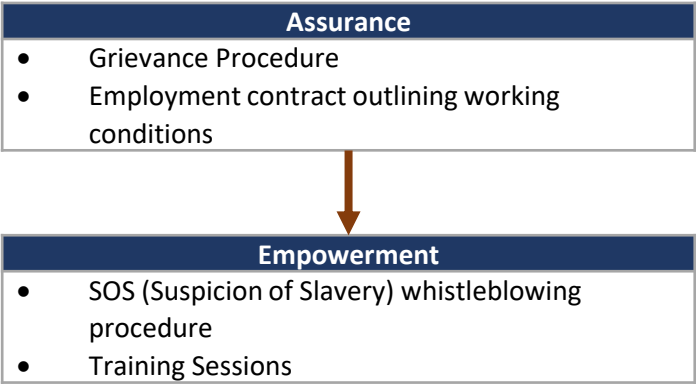 Assurance
• Grievance Procedure
• Employment contract outlining working
conditions
Empowerment
• SOS (Suspicion of Slavery) whistleblowing
procedure
• Training Sessions